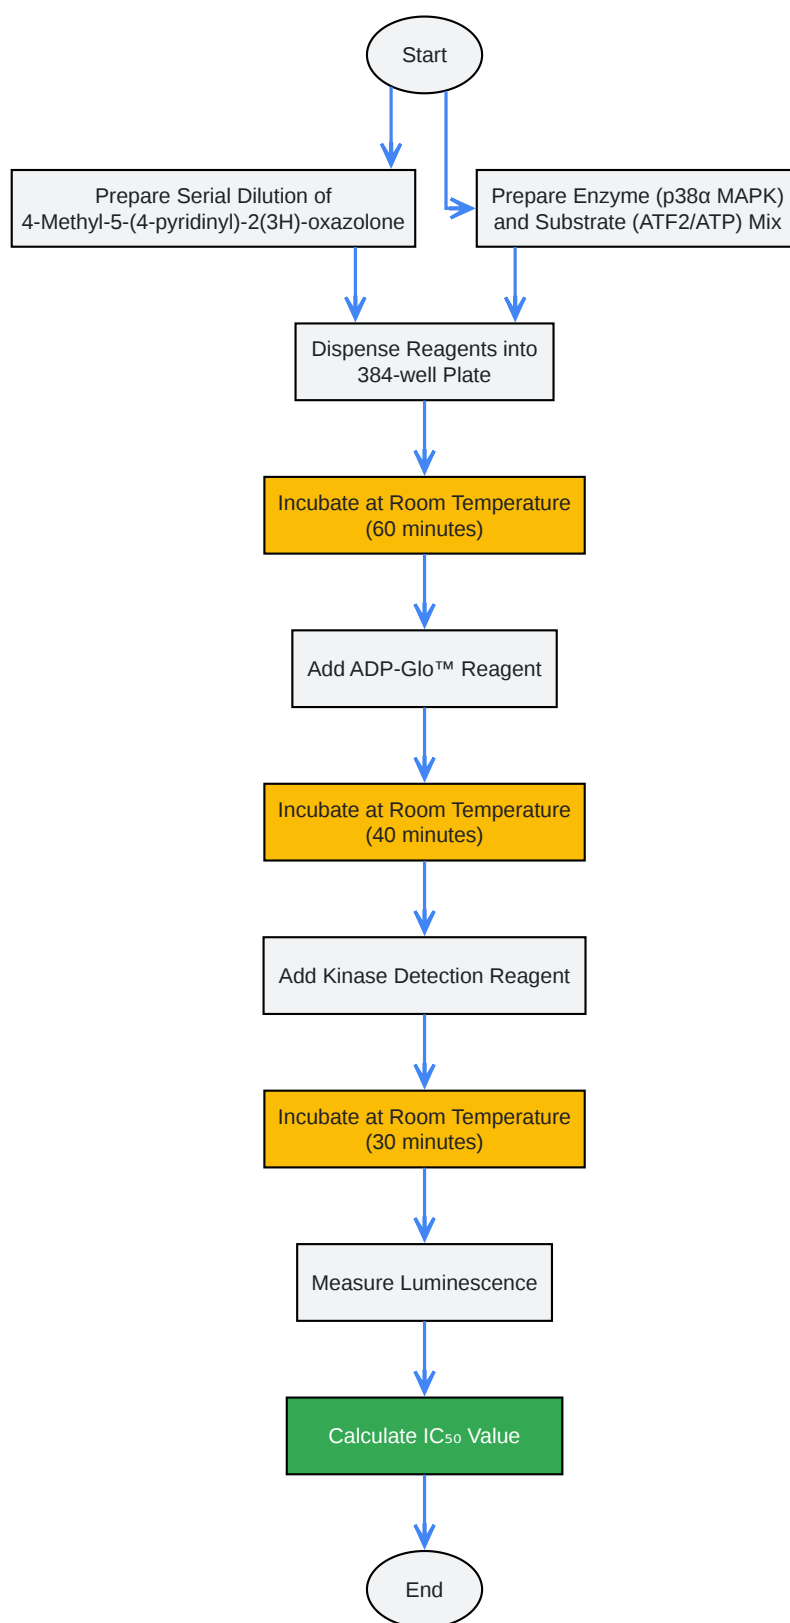 Start
Prepare Serial Dilution of
4-Methyl-5-(4-pyridinyl)-2(3H)-oxazolone
Prepare Enzyme (p38α MAPK)
and Substrate (ATF2/ATP) Mix
Dispense Reagents into
384-well Plate
Incubate at Room Temperature
(60 minutes)
Add ADP-Glo™ Reagent
Incubate at Room Temperature
(40 minutes)
Add Kinase Detection Reagent
Incubate at Room Temperature
(30 minutes)
Measure Luminescence
Calculate IC₅₀ Value
End